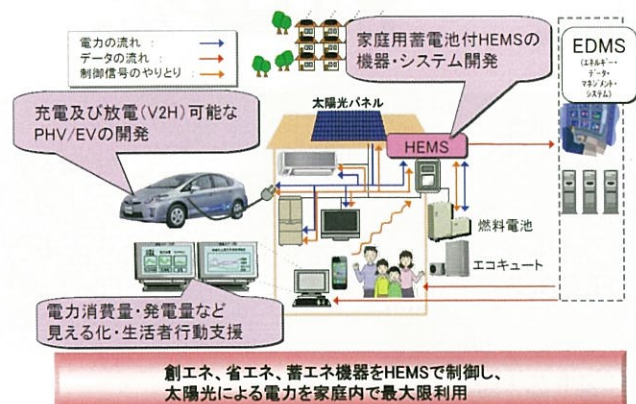 電力の流れ :
データの流れ :
制御信号のやりとり :
家庭用蓄電池付HEMSの
機器・システム開発
EDMS
(エネルギー・
データ・
マネジメント・
システム)
充電及び放電(V2H)可能な
PHV/EVの開発
太陽光パネル
HEMS
燃料電池
エコキュート
電力消費量・発電量など
見える化・生活者行動支援
創エネ、省エネ、蓄エネ機器をHEMSで制御し、
太陽光による電力を家庭内で最大限利用